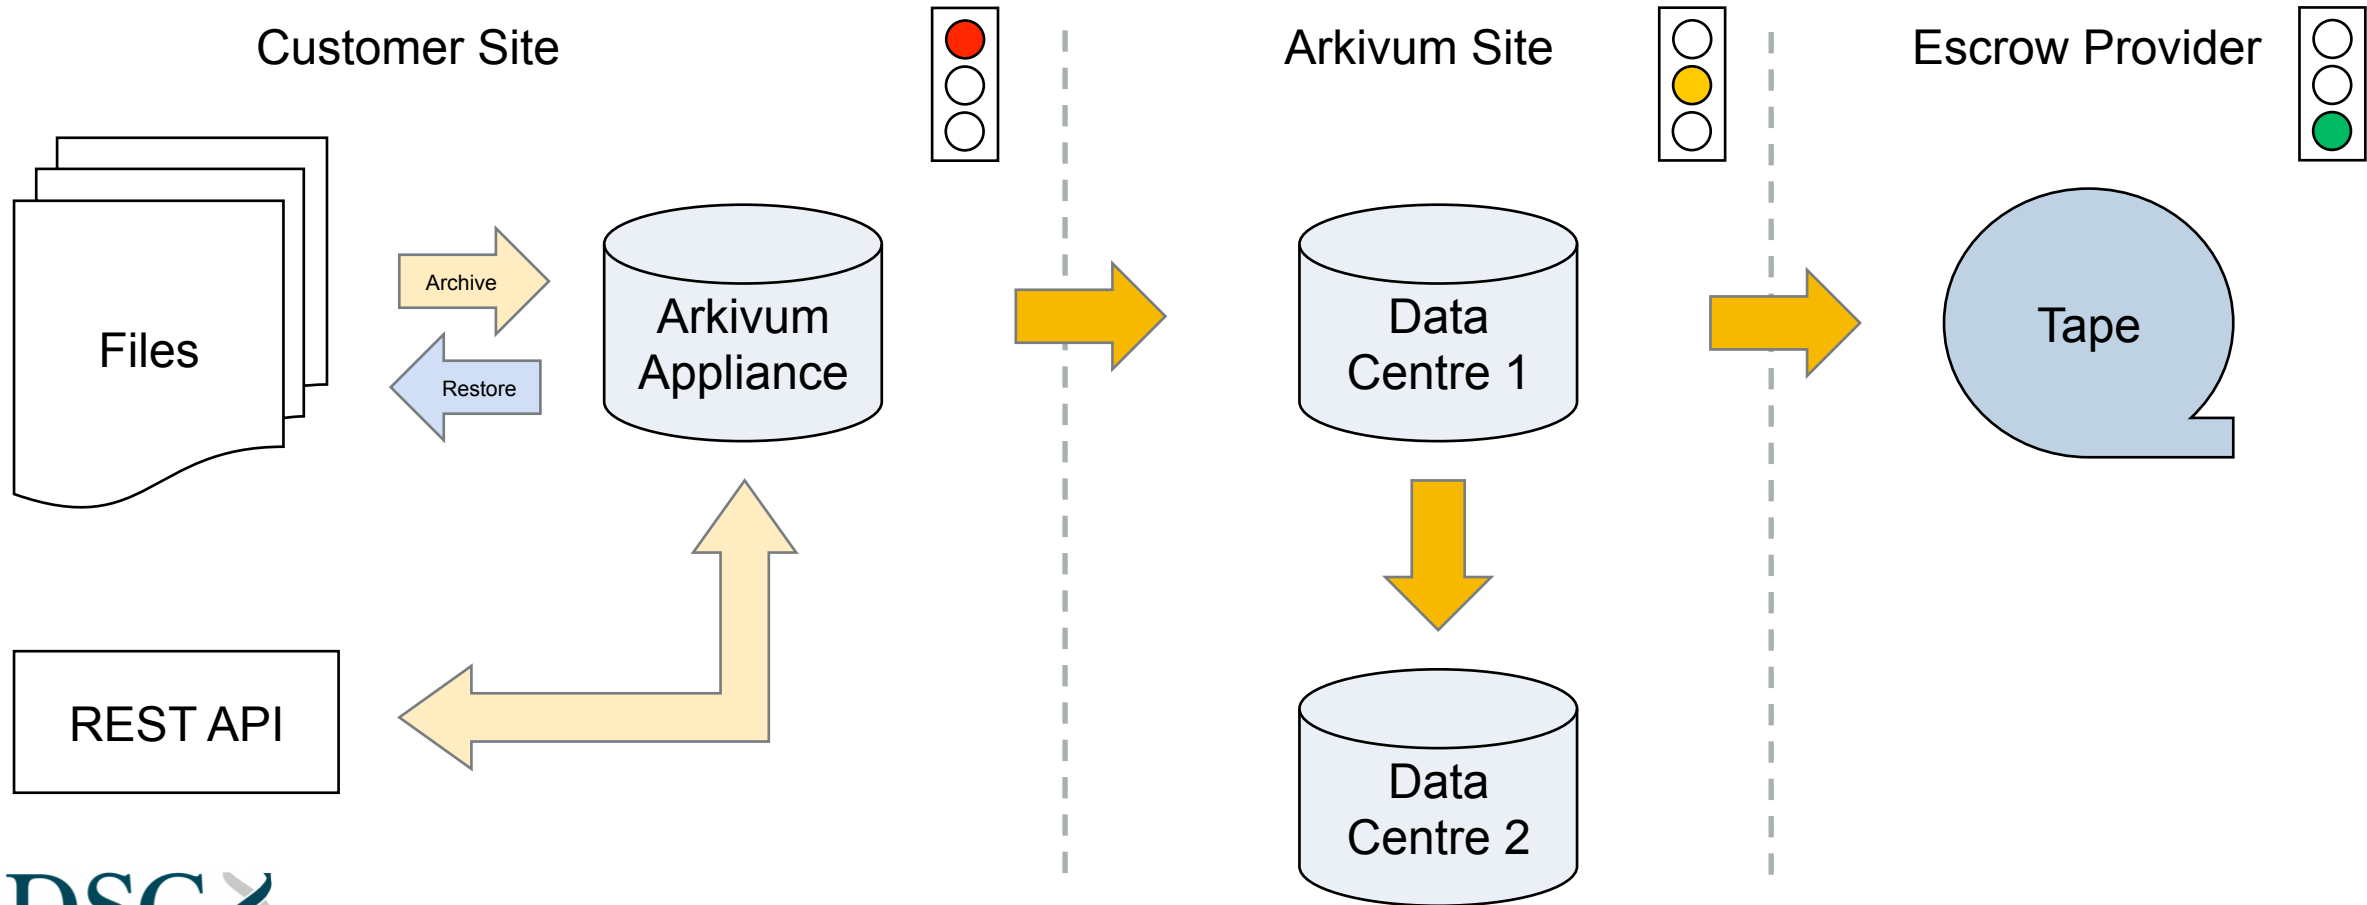 Customer Site
Arkivum Site
Escrow Provider
Files
Archive
Restore
Arkivum
Appliance
Data
Centre 1
Tape
REST API
Data
Centre 2
DSC